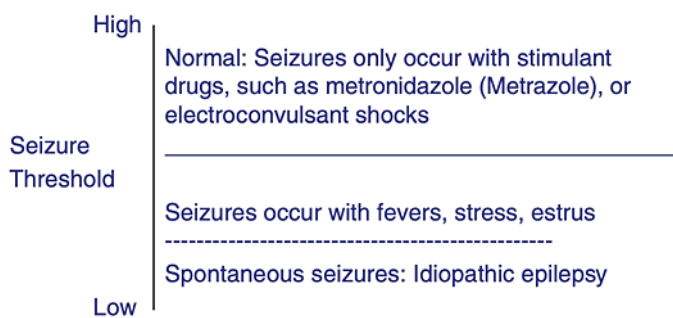 High
Normal: Seizures only occur with stimulant
drugs, such as metronidazole (Metrazole), or
electroconvulsant shocks
Seizure
Threshold
Seizures occur with fevers, stress, estrus
Spontaneous seizures: Idiopathic epilepsy
Low